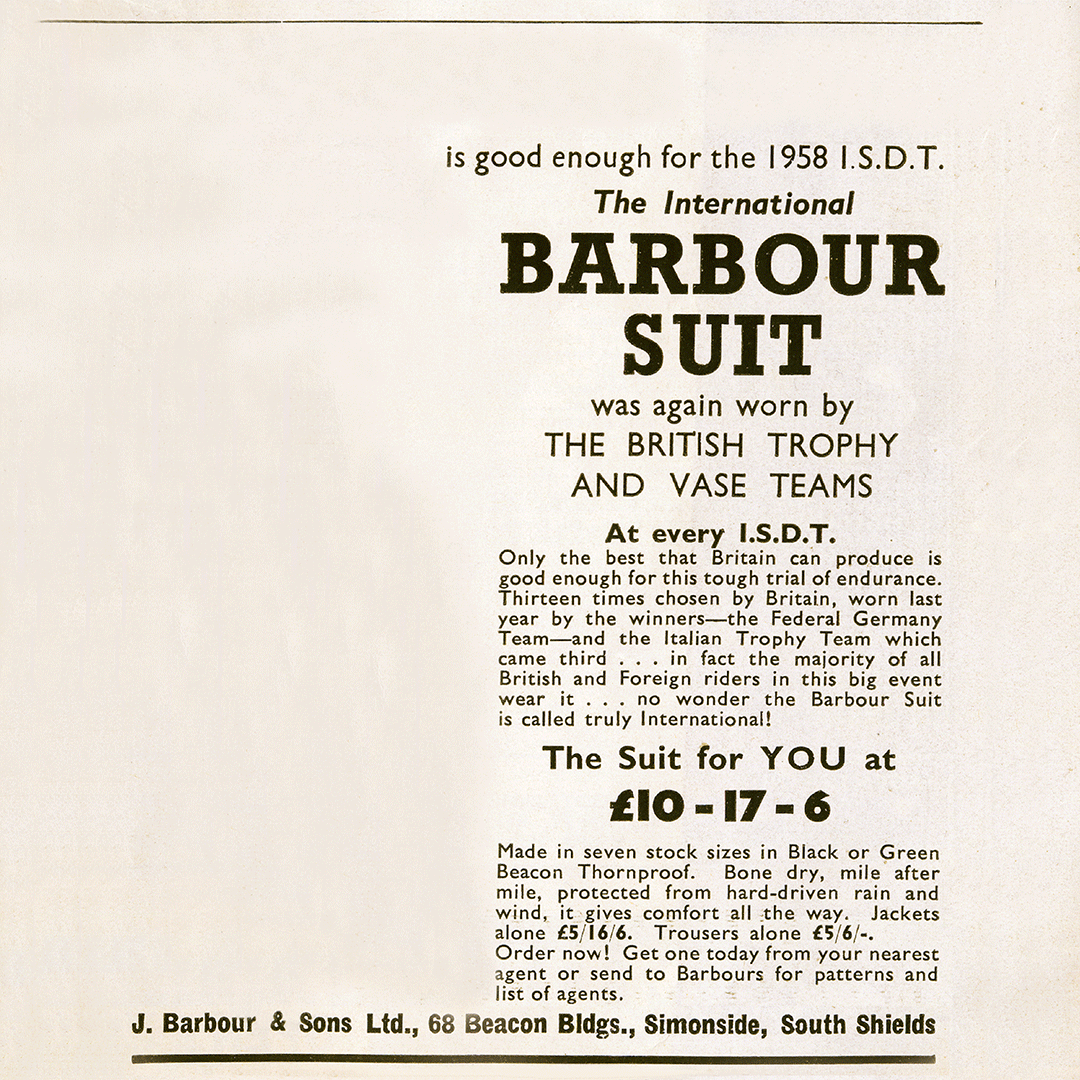 is good enough for the 1958 I.S.D.T.
The International
BARBOUR
SUIT
was again worn by
THE BRITISH TROPHY
AND VASE TEAMS
At every I.S.D.T.
Only the best that Britain can produce is
good enough for this tough trial of endurance.
Thirteen times chosen by Britain, worn last
year by the winners—the Federal Germany
Team—and the Italian Trophy Team which
came third . . . in fact the majority of all
British and Foreign riders in this big event
wear it . . . no wonder the Barbour Suit
is called truly International!
The Suit for YOU at
£10 - 17 - 6
Made in seven stock sizes in Black or Green
Beacon Thornproof. Bone dry, mile after
mile, protected from hard-driven rain and
wind, it gives comfort all the way. Jackets
alone £5/16/6. Trousers alone £5/6/-.
Order now! Get one today from your nearest
agent or send to Barbours for patterns and
list of agents.
J. Barbour & Sons Ltd., 68 Beacon Bldgs., Simonside, South Shields